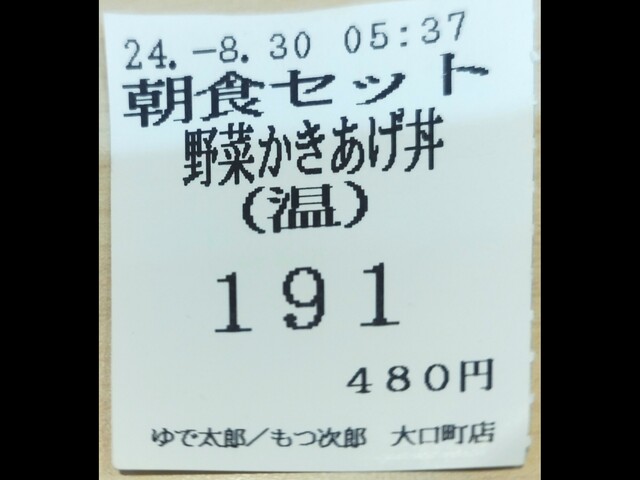 24.-8.30 05:37
朝食セット
野菜かきあげ丼
(温)
191
480円
ゆで太郎/もつ次郎 大口町店